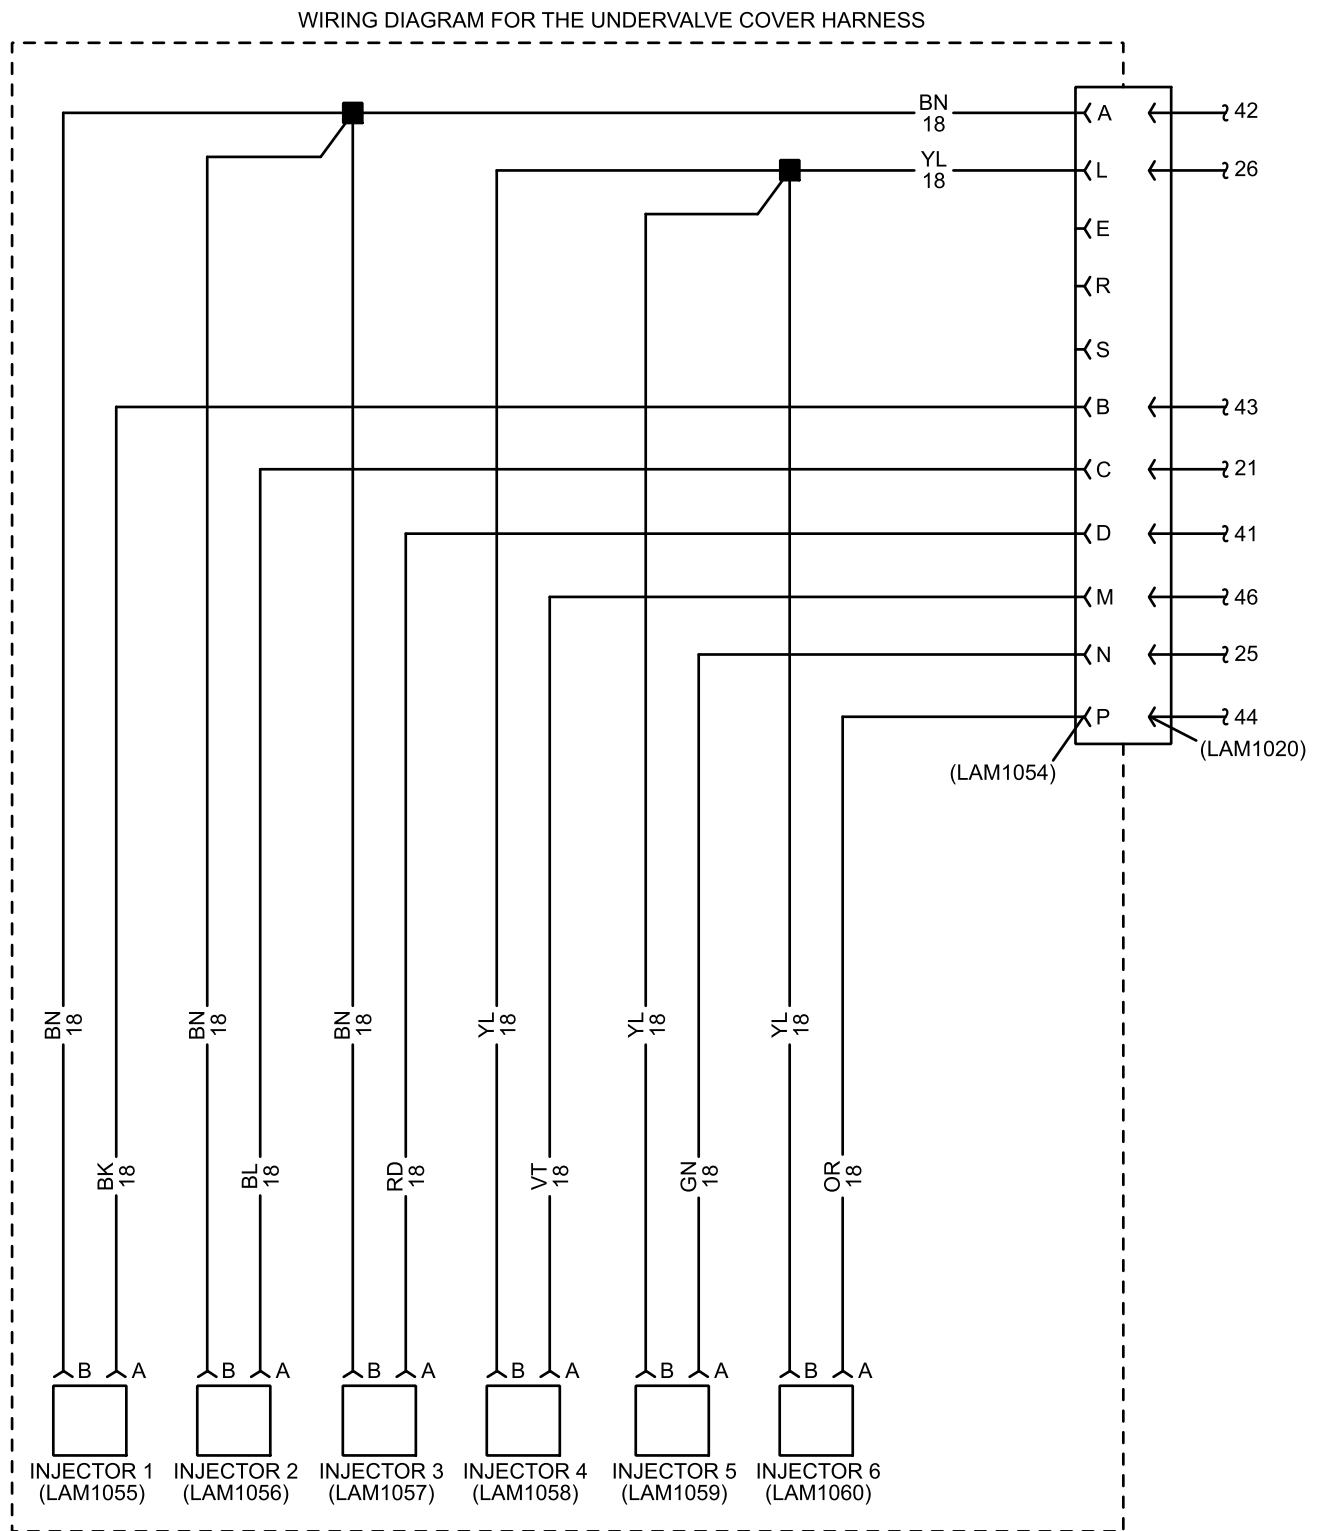 WIRING DIAGRAM FOR THE UNDERVALVE COVER HARNESS
BN
18
A
42
YL
18
L
26
E
R
S
B
43
C
21
D
41
M
46
N
25
P
44
(LAM1020)
(LAM1054)
BN
18
BN
18
BN
18
YL
18
YL
18
YL
18
BK
18
BL
18
RD
18
VT
18
GN
18
OR
18
B A
B A
B A
B A
B A
B A
INJECTOR 1
(LAM1055)
INJECTOR 2
(LAM1056)
INJECTOR 3
(LAM1057)
INJECTOR 4
(LAM1058)
INJECTOR 5
(LAM1059)
INJECTOR 6
(LAM1060)